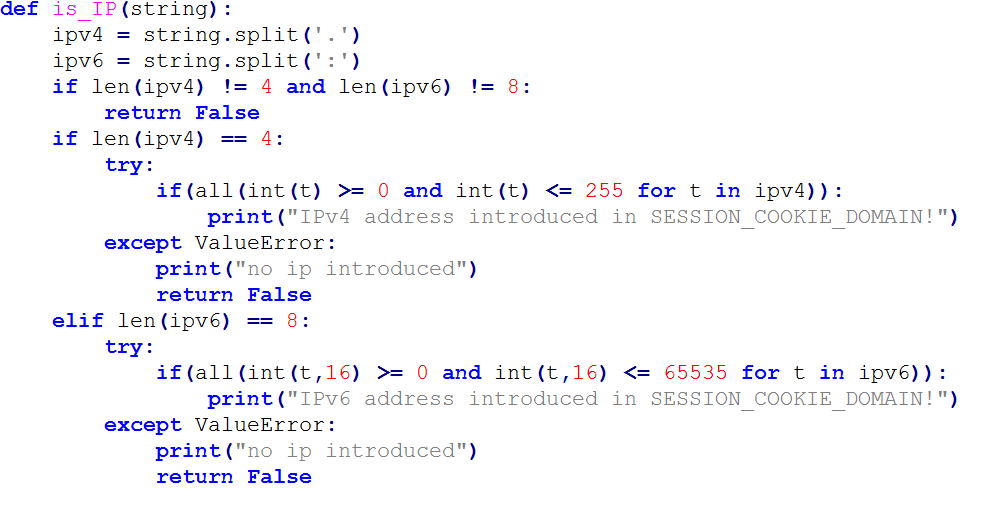 def is_IP(string):
    ipv4 = string.split('.')
    ipv6 = string.split(':')
    if len(ipv4) != 4 and len(ipv6) != 8:
        return False
    if len(ipv4) == 4:
        try:
            if(all(int(t) >= 0 and int(t) <= 255 for t in ipv4)):
                print("IPv4 address introduced in SESSION_COOKIE_DOMAIN!")
        except ValueError:
            print("no ip introduced")
            return False
    elif len(ipv6) == 8:
        try:
            if(all(int(t,16) >= 0 and int(t,16) <= 65535 for t in ipv6)):
                print("IPv6 address introduced in SESSION_COOKIE_DOMAIN!")
        except ValueError:
            print("no ip introduced")
            return False